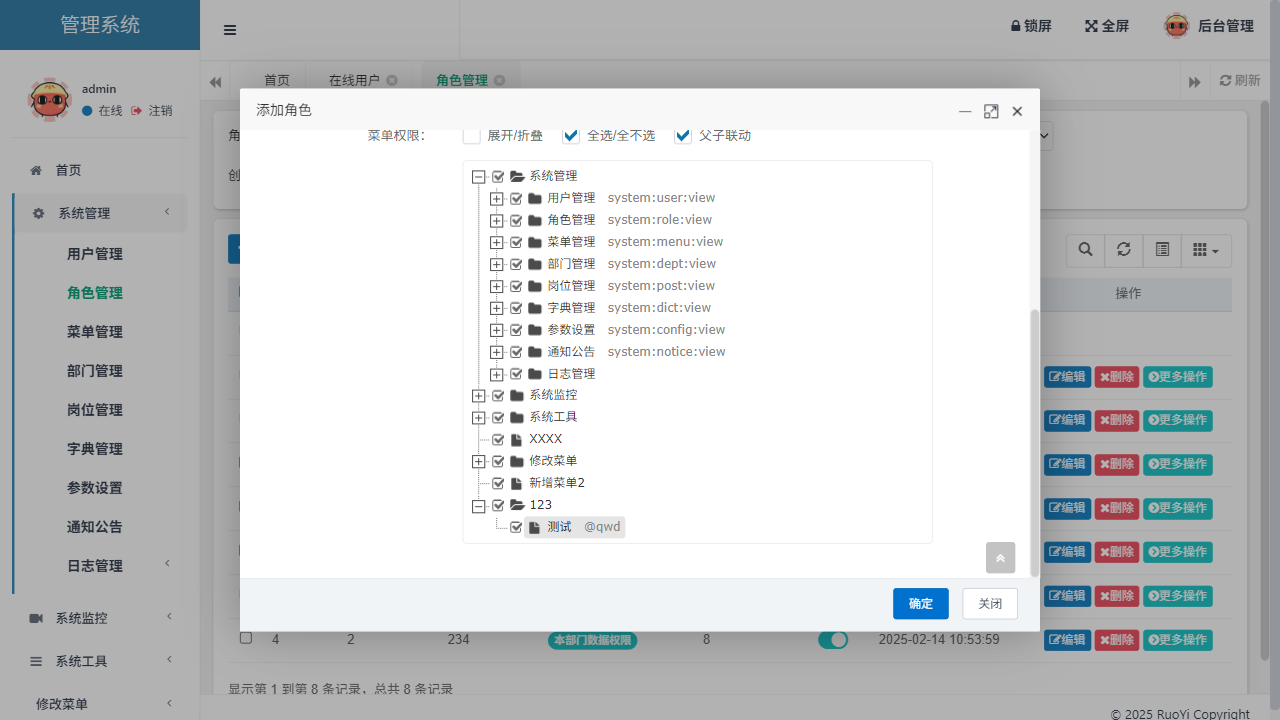 管理系统
锁屏 全屏 后台管理
admin
在线 注销
首页 在线用户 角色管理 刷新
首页
系统管理
用户管理
角色管理
菜单管理
部门管理
岗位管理
字典管理
参数设置
通知公告
日志管理
系统监控
系统工具
修改菜单
添加角色
菜单权限： 展开/折叠 全选/全不选 父子联动
系统管理
用户管理 system:user:view
角色管理 system:role:view
菜单管理 system:menu:view
部门管理 system:dept:view
岗位管理 system:post:view
字典管理 system:dict:view
参数设置 system:config:view
通知公告 system:notice:view
日志管理
系统监控
系统工具
XXXX
修改菜单
新增菜单2
123
测试 @qwd
确定 关闭
角
创
操作
编辑 删除 更多操作
编辑 删除 更多操作
编辑 删除 更多操作
编辑 删除 更多操作
编辑 删除 更多操作
编辑 删除 更多操作
4 2 234 本部门数据权限 8 2025-02-14 10:53:59 编辑 删除 更多操作
显示第 1 到第 8 条记录，总共 8 条记录
© 2025 RuoYi Copyright